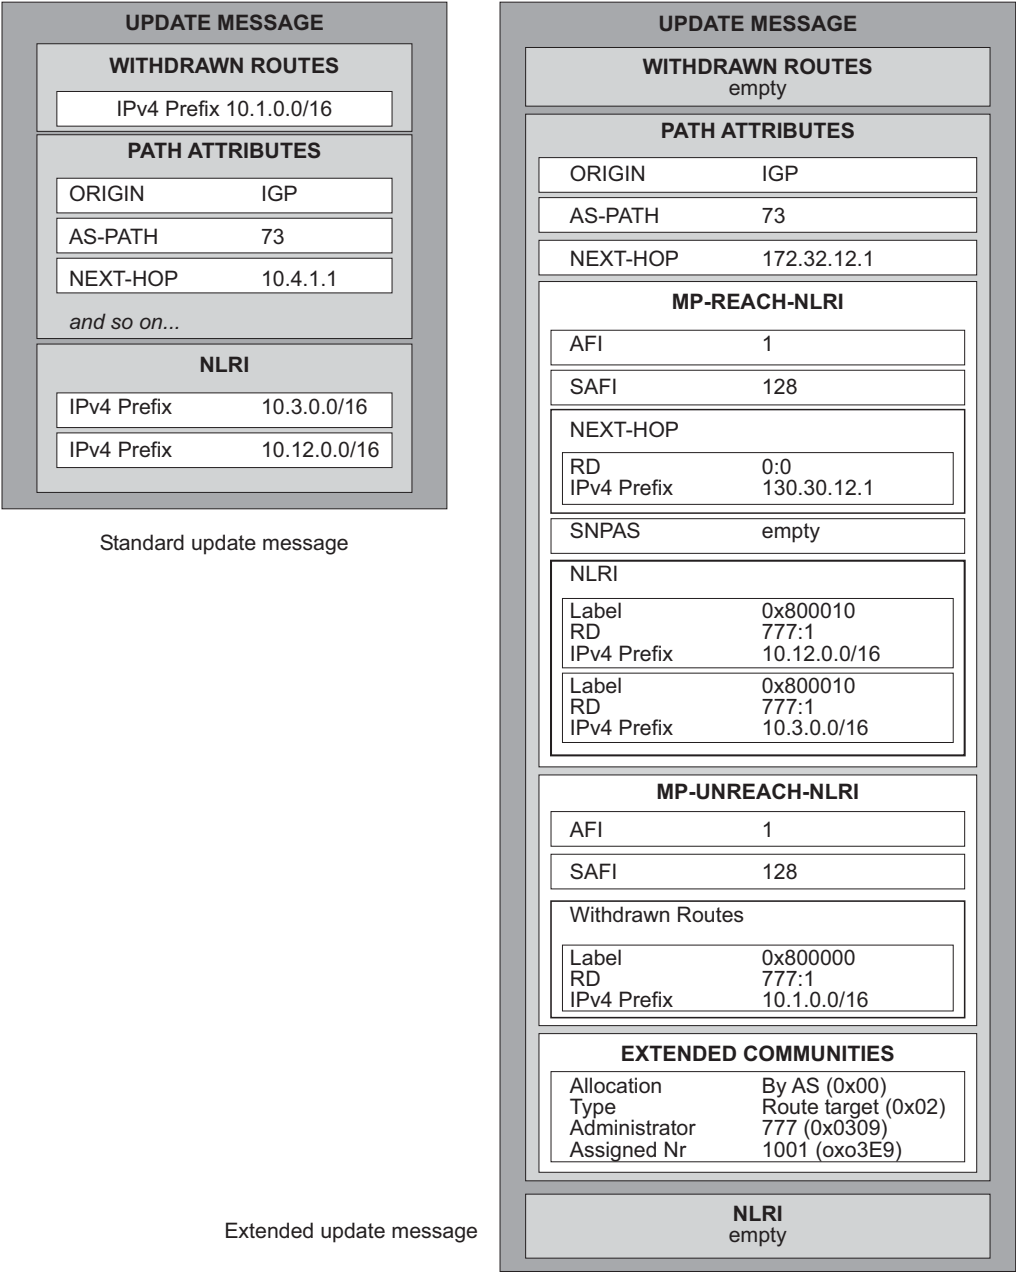 UPDATE MESSAGE
WITHDRAWN ROUTES
IPv4 Prefix 10.1.0.0/16
PATH ATTRIBUTES
ORIGIN IGP
AS-PATH 73
NEXT-HOP 10.4.1.1
and so on...
NLRI
IPv4 Prefix 10.3.0.0/16
IPv4 Prefix 10.12.0.0/16
Standard update message
UPDATE MESSAGE
WITHDRAWN ROUTES
empty
PATH ATTRIBUTES
ORIGIN IGP
AS-PATH 73
NEXT-HOP 172.32.12.1
MP-REACH-NLRI
AFI 1
SAFI 128
NEXT-HOP
RD 0:0
IPv4 Prefix 130.30.12.1
SNPAS empty
NLRI
Label 0x800010
RD 777:1
IPv4 Prefix 10.12.0.0/16
Label 0x800010
RD 777:1
IPv4 Prefix 10.3.0.0/16
MP-UNREACH-NLRI
AFI 1
SAFI 128
Withdrawn Routes
Label 0x800000
RD 777:1
IPv4 Prefix 10.1.0.0/16
EXTENDED COMMUNITIES
Allocation By AS (0x00)
Type Route target (0x02)
Administrator 777 (0x0309)
Assigned Nr 1001 (oxo3E9)
NLRI
empty
Extended update message